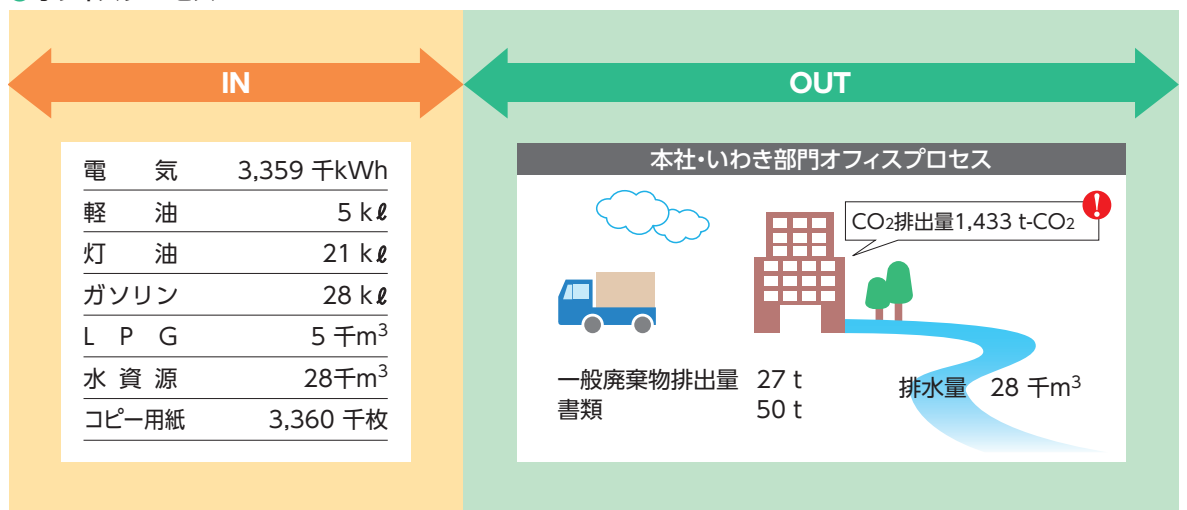 IN
OUT
電気 3,359 千kWh
軽油 5 kℓ
灯油 21 kℓ
ガソリン 28 kℓ
LPG 5 千m³
水資源 28千m³
コピー用紙 3,360 千枚
本社・いわき部門オフィスプロセス
CO₂排出量1,433 t-CO₂
!
一般廃棄物排出量 27 t
書類 50 t
排水量 28 千m³